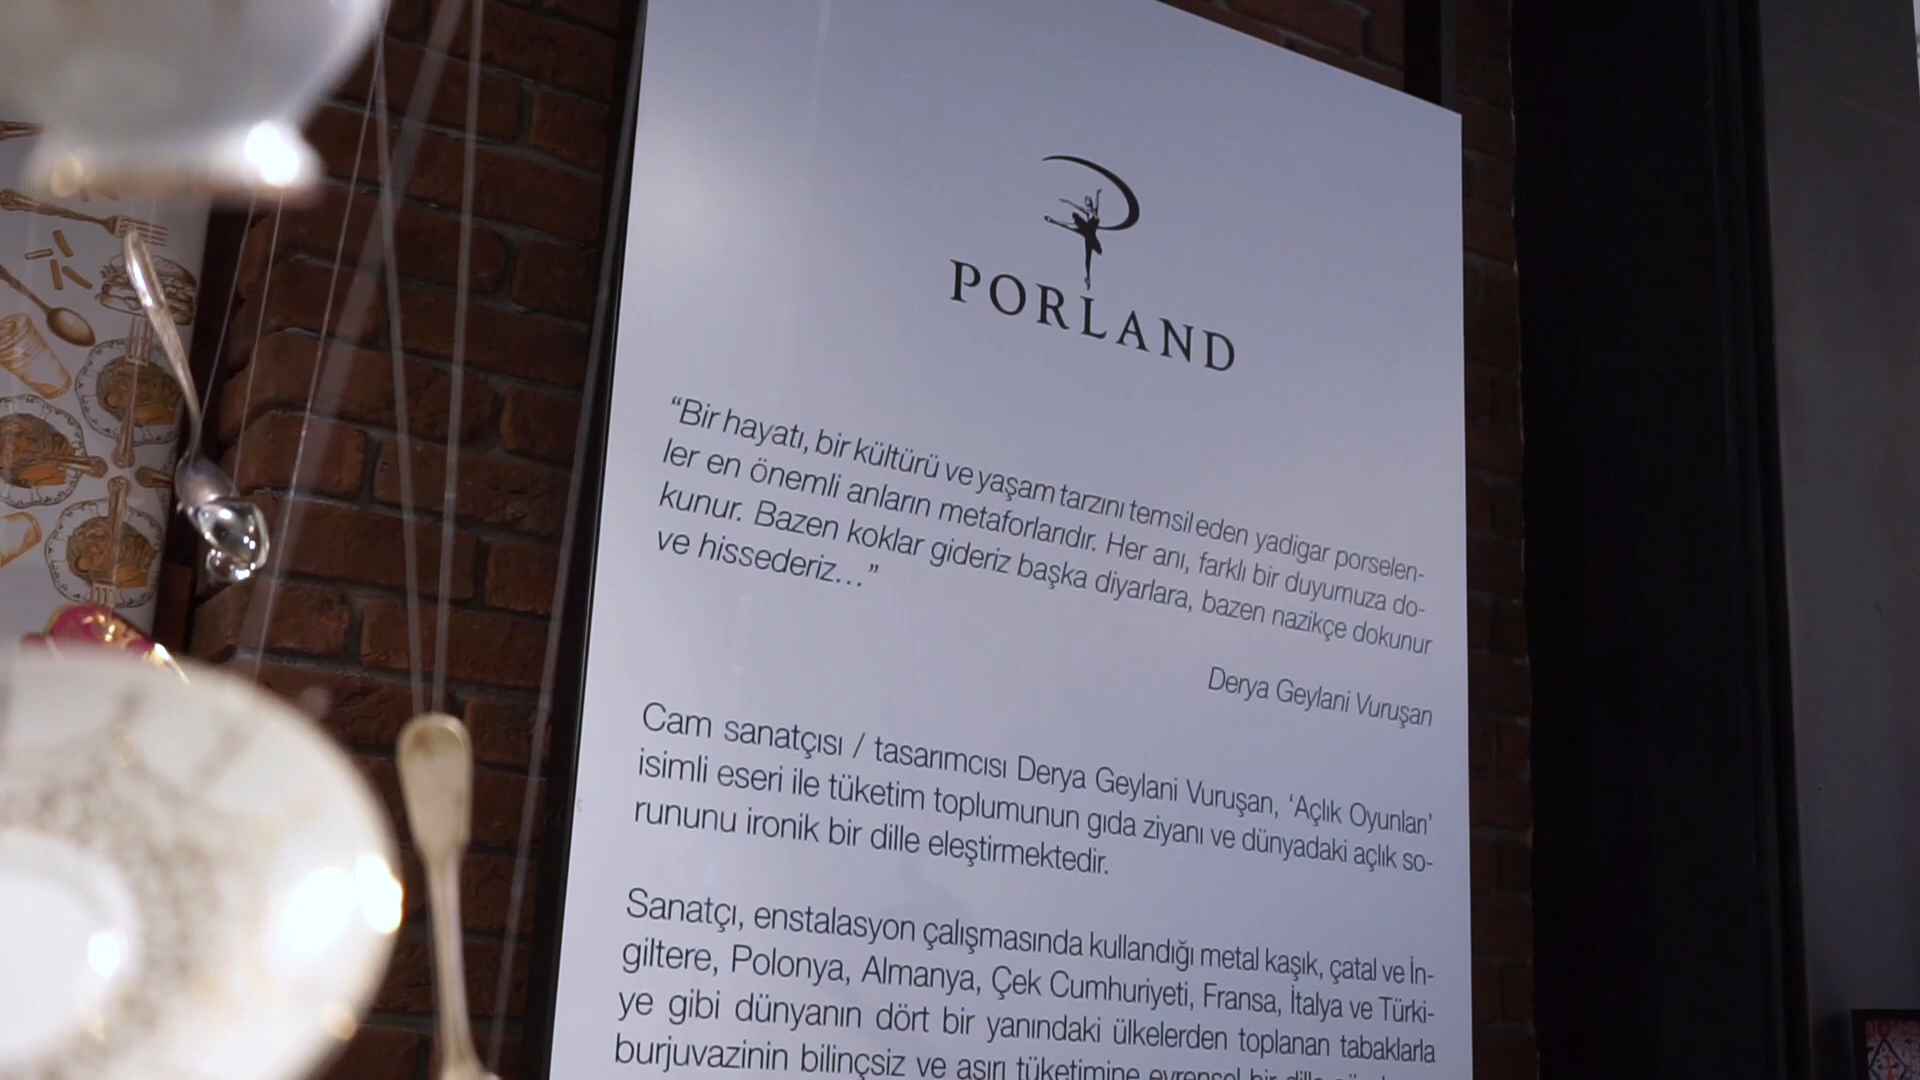 PORLAND
“Bir hayatı, bir kültürü ve yaşam tarzını temsil eden yadigar porselen-
ler en önemli anların metaforlarıdır. Her anı, farklı bir duyumuza do-
kunur. Bazen koklar gideriz başka diyarlara, bazen nazikçe dokunur
ve hissederiz…”
Derya Geylani Vuruşan
Cam sanatçısı / tasarımcısı Derya Geylani Vuruşan, ‘Açlık Oyunları’
isimli eseri ile tüketim toplumunun gıda ziyanı ve dünyadaki açlık so-
rununu ironik bir dille eleştirmektedir.
Sanatçı, enstalasyon çalışmasında kullandığı metal kaşık, çatal ve İn-
giltere, Polonya, Almanya, Çek Cumhuriyeti, Fransa, İtalya ve Türki-
ye gibi dünyanın dört bir yanındaki ülkelerden toplanan tabaklarla
burjuvazinin bilinçsiz ve aşırı tüketimine evrensel bir dille